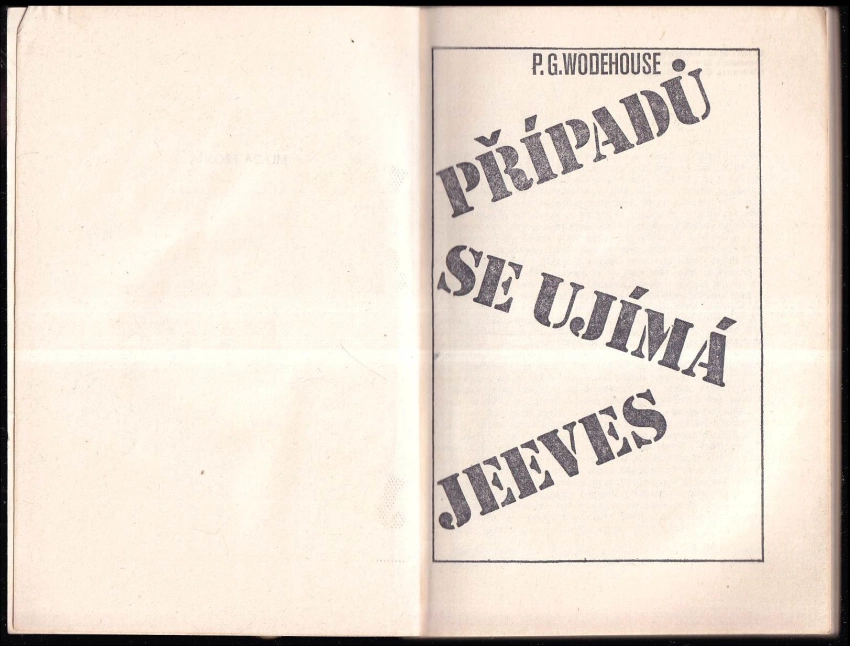 P. G. WODEHOUSE
PŘÍPADŮ
SE UJÍMÁ
JEEVES